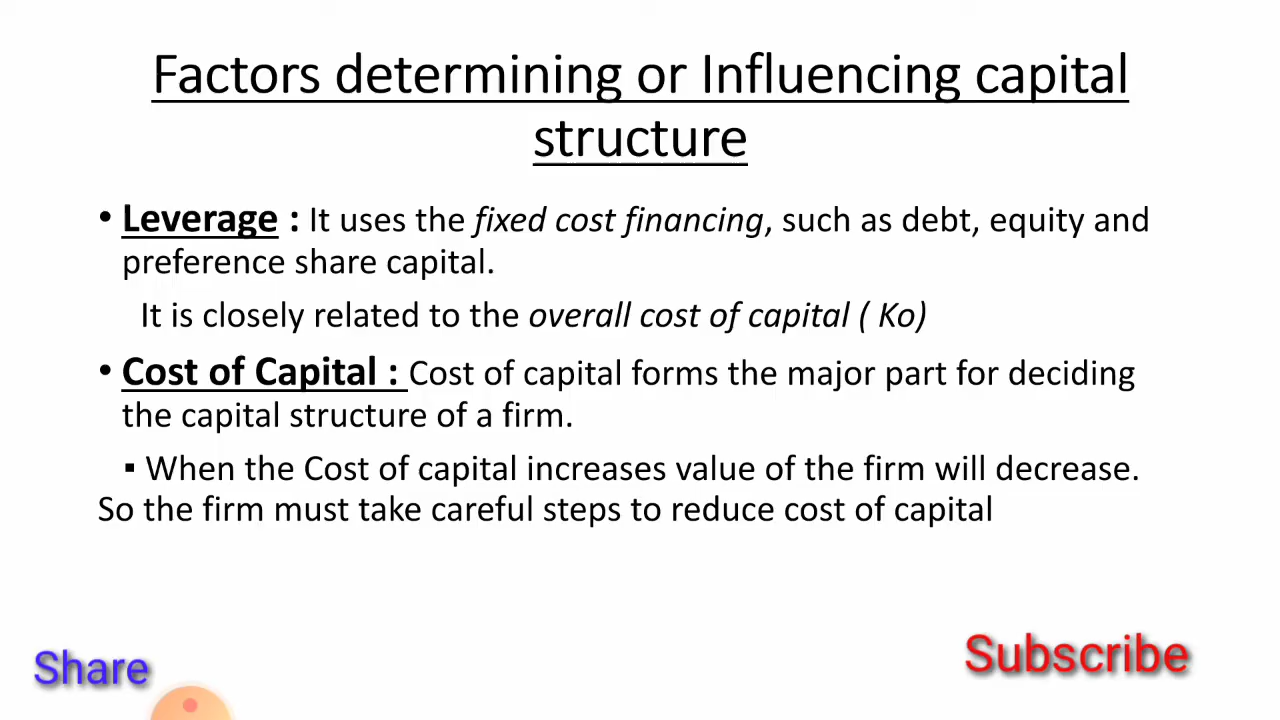 Factors determining or Influencing capital
structure
• Leverage : It uses the fixed cost financing, such as debt, equity and
preference share capital.
It is closely related to the overall cost of capital ( Ko)
• Cost of Capital : Cost of capital forms the major part for deciding
the capital structure of a firm.
▪ When the Cost of capital increases value of the firm will decrease.
So the firm must take careful steps to reduce cost of capital
Share
Subscribe